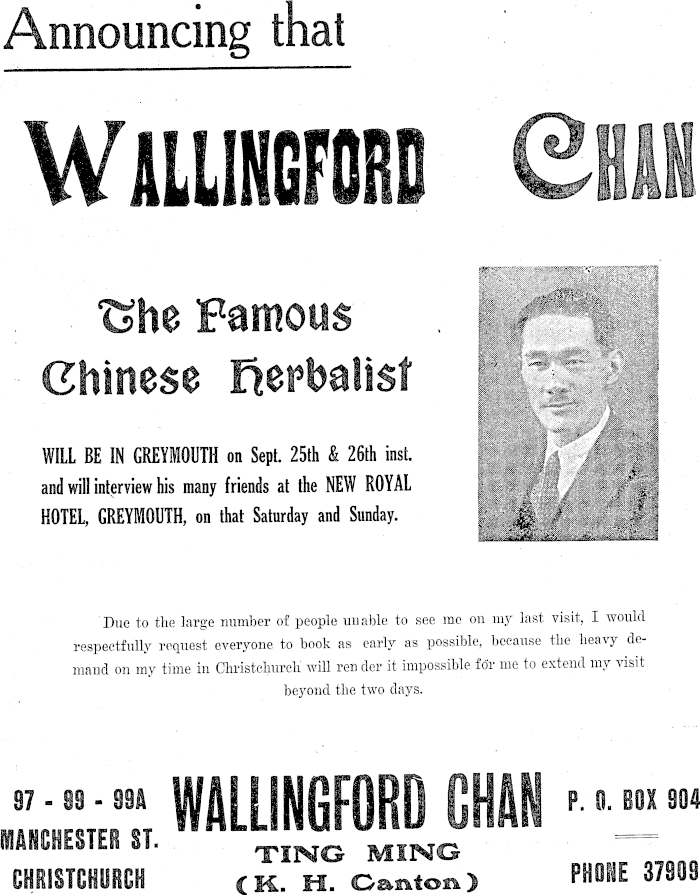 Announcing that
WALLINGFORD CHAN
The Famous
Chinese Herbalist
WILL BE IN GREYMOUTH on Sept. 25th & 26th inst.
and will interview his many friends at the NEW ROYAL
HOTEL, GREYMOUTH, on that Saturday and Sunday.
Due to the large number of people unable to see me on my last visit, I would
respectfully request everyone to book as early as possible, because the heavy de-
mand on my time in Christchurch will render it impossible for me to extend my visit
beyond the two days.
97 - 99 - 99A
MANCHESTER ST.
CHRISTCHURCH
WALLINGFORD CHAN
TING MING
(K. H. Canton)
P. O. BOX 904
PHONE 37909